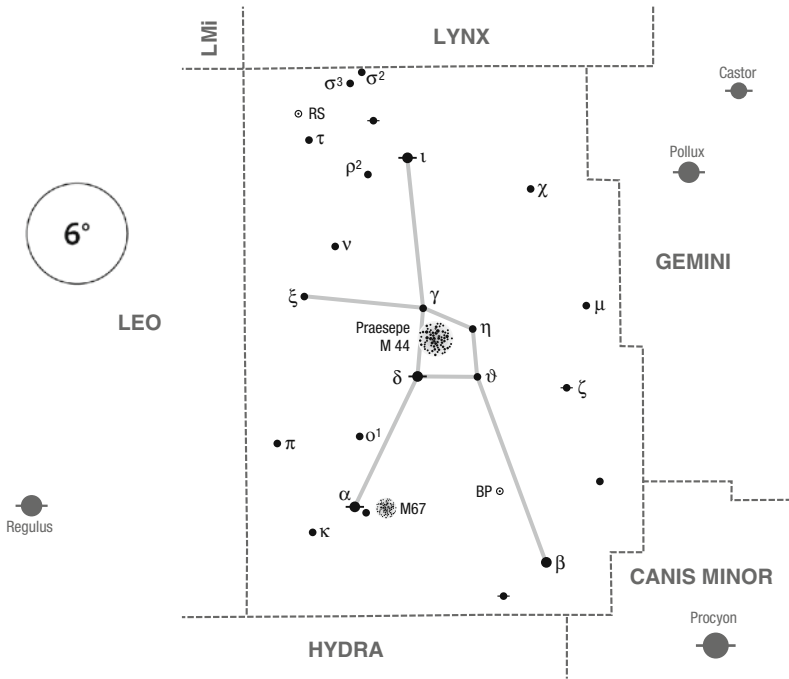 LMi
LYNX
Castor
σ²
σ³
RS
τ
ι
ρ²
Pollux
χ
6°
ν
GEMINI
ξ
γ
μ
LEO
Praesepe
M 44
η
δ
ϑ
ζ
ο¹
π
α
BP
M67
Regulus
κ
β
CANIS MINOR
Procyon
HYDRA